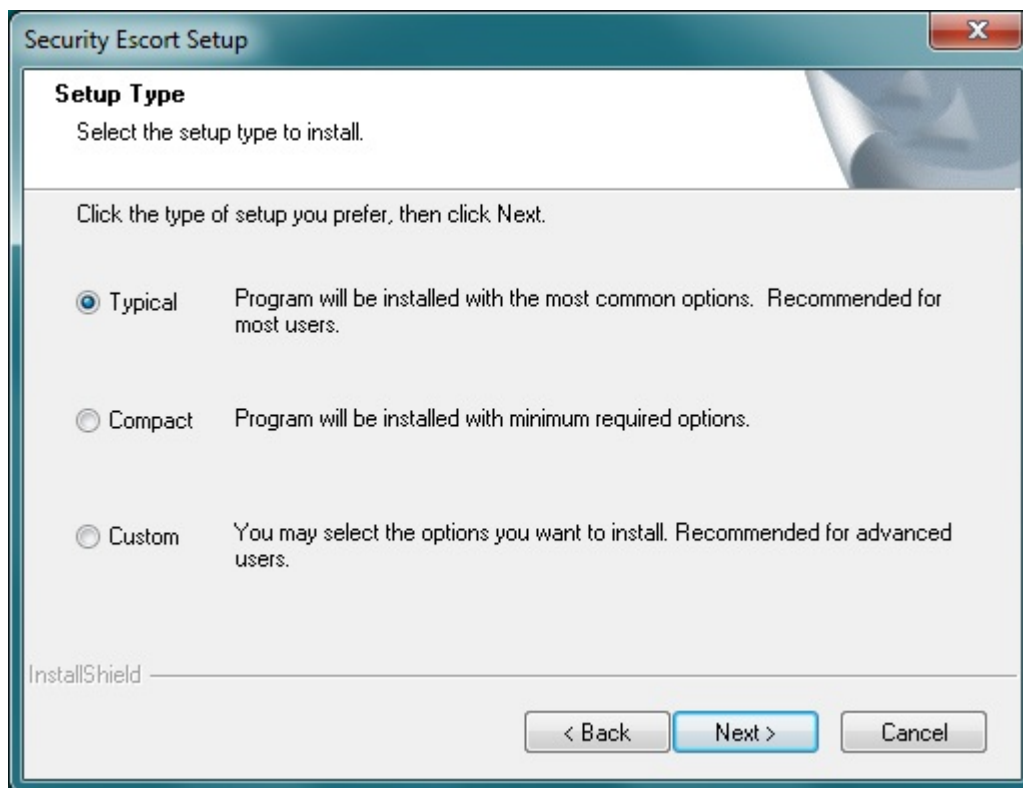 Security Escort Setup
Setup Type
Select the setup type to install.
Click the type of setup you prefer, then click Next.
Typical
Program will be installed with the most common options.  Recommended for
most users.
Compact
Program will be installed with minimum required options.
Custom
You may select the options you want to install. Recommended for advanced
users.
InstallShield
< Back
Next >
Cancel